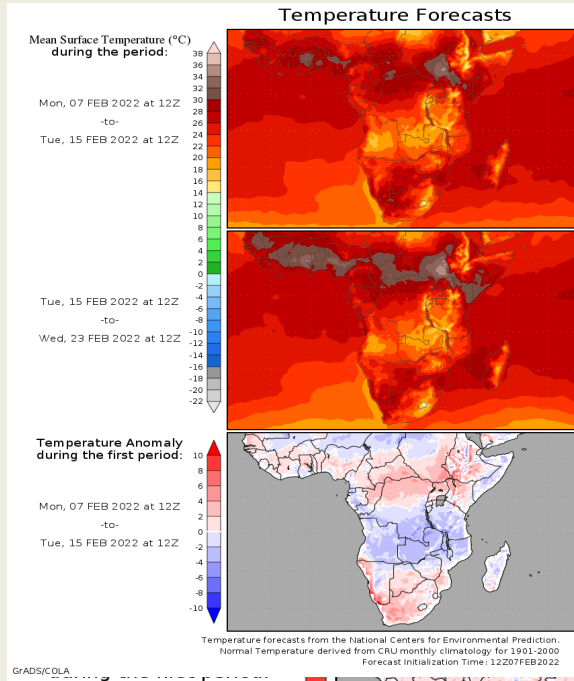 Temperature Forecasts
Mean Surface Temperature (°C)
during the period:
Mon, 07 FEB 2022 at 12Z
-to-
Tue, 15 FEB 2022 at 12Z
38
36
34
32
30
28
26
24
22
20
18
16
14
12
10
8
6
4
2
0
-2
-4
-6
-8
-10
-12
-14
-16
-18
-20
-22
Tue, 15 FEB 2022 at 12Z
-to-
Wed, 23 FEB 2022 at 12Z
Temperature Anomaly
during the first period:
Mon, 07 FEB 2022 at 12Z
-to-
Tue, 15 FEB 2022 at 12Z
10
8
6
4
2
0
-2
-4
-6
-8
-10
Temperature forecasts from the National Centers for Environmental Prediction.
Normal Temperature derived from CRU monthly climatology for 1901-2000
Forecast Initialization Time: 12Z07FEB2022
GrADS/COLA
during the first period: